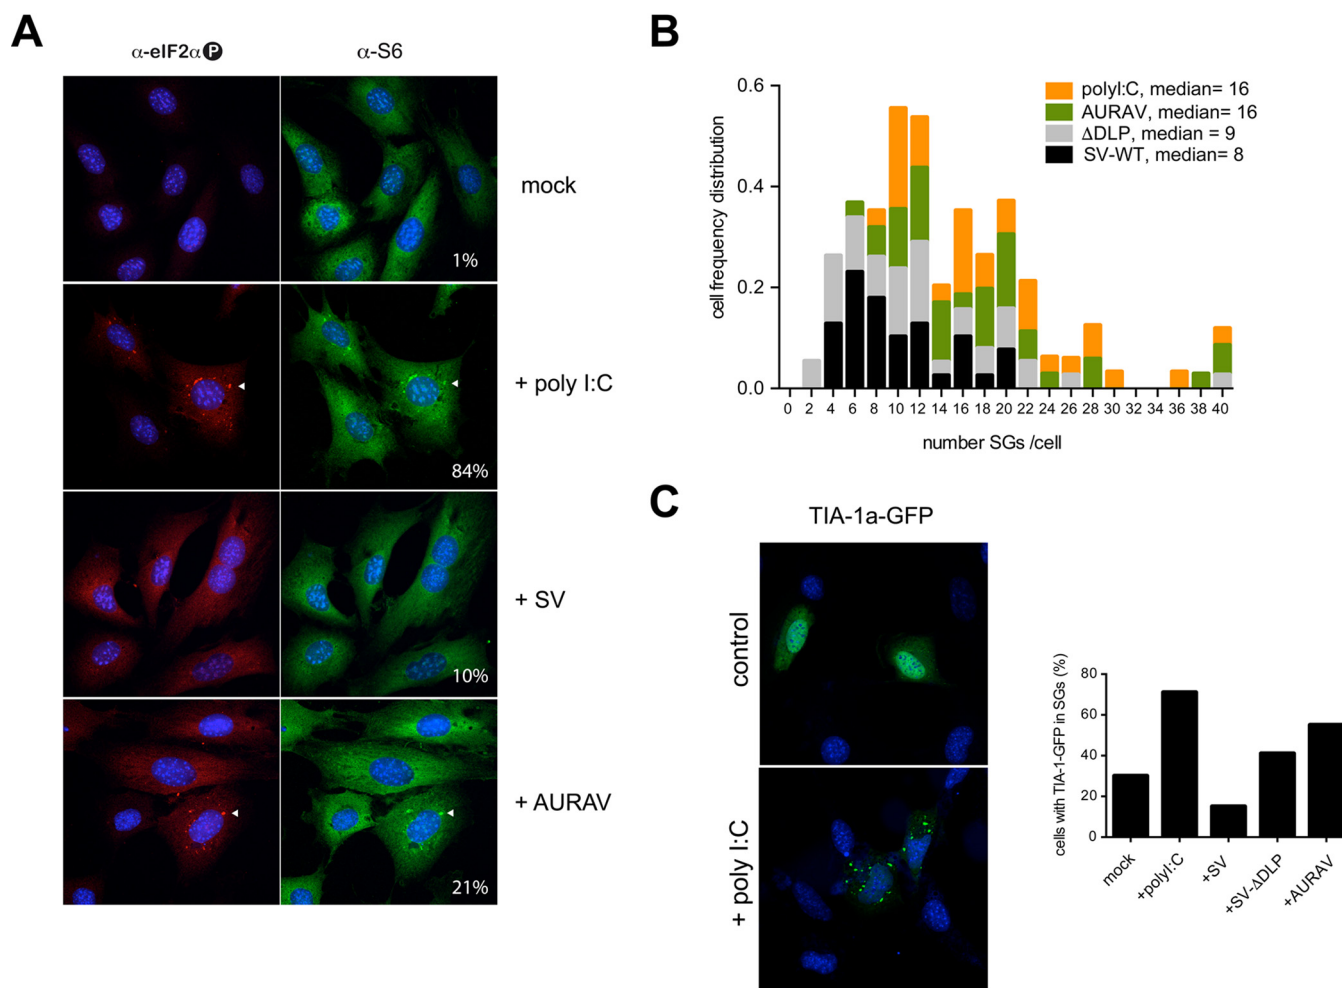 A
α-eIF2α P
α-S6
mock
1%
+ poly I:C
84%
+ SV
10%
+ AURAV
21%
B
cell frequency distribution
0.6
0.4
0.2
0.0
polyI:C, median= 16
AURAV, median= 16
ΔDLP, median = 9
SV-WT, median= 8
0 2 4 6 8 10 12 14 16 18 20 22 24 26 28 30 32 34 36 38 40
number SGs /cell
C
TIA-1a-GFP
control
+ poly I:C
cells with TIA-1-GFP in SGs (%)
80
60
40
20
0
mock
+polyI:C
+SV
+SV-ΔDLP
+AURAV